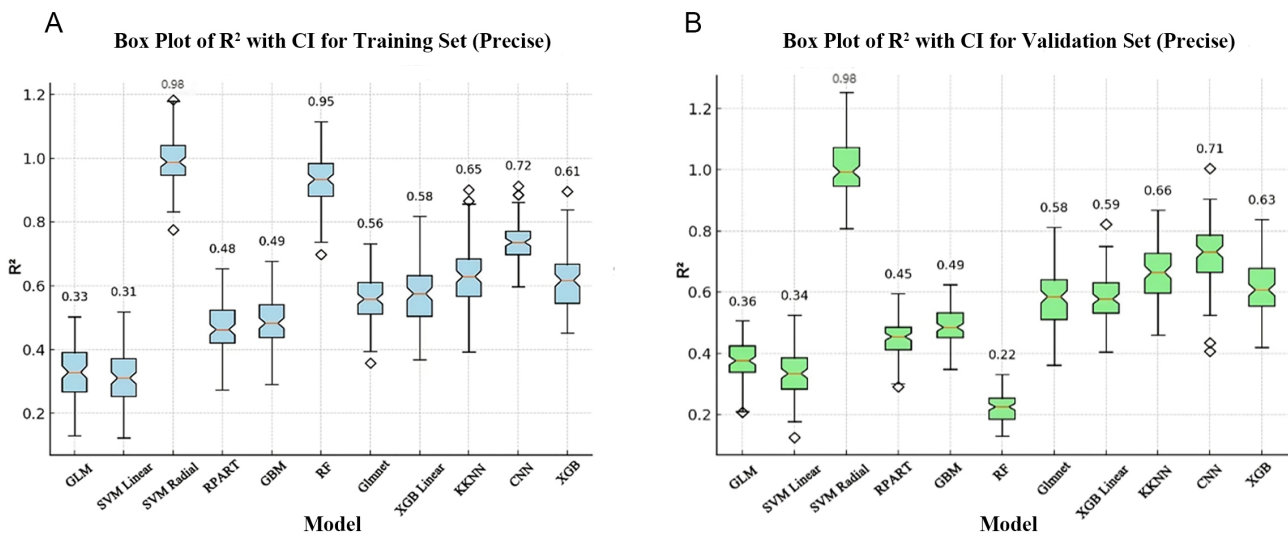 A
Box Plot of R² with CI for Training Set (Precise)
R²
1.2
1.0
0.8
0.6
0.4
0.2
0.33
0.31
0.98
0.48
0.49
0.95
0.56
0.58
0.65
0.72
0.61
GLM
SVM Linear
SVM Radial
RPART
GBM
RF
Glmnet
XGB Linear
KKNN
CNN
XGB
Model
B
Box Plot of R² with CI for Validation Set (Precise)
R²
1.2
1.0
0.8
0.6
0.4
0.2
0.36
0.34
0.98
0.45
0.49
0.22
0.58
0.59
0.66
0.71
0.63
GLM
SVM Linear
SVM Radial
RPART
GBM
RF
Glmnet
XGB Linear
KKNN
CNN
XGB
Model